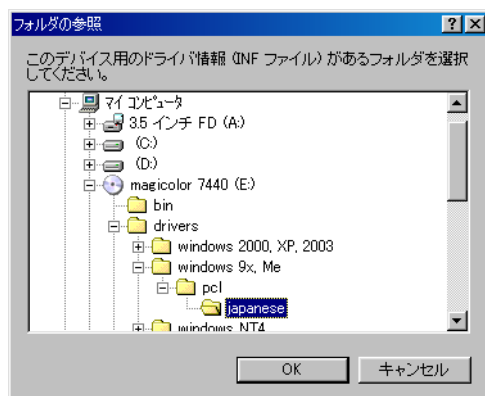 フォルダの参照
このデバイス用のドライバ情報 (INF ファイル) があるフォルダを選択
してください。
マイ コンピュータ
3.5 インチ FD (A:)
(C:)
(D:)
magicolor 7440 (E:)
bin
drivers
windows 2000, XP, 2003
windows 9x, Me
pcl
japanese
windows NT4
OK
キャンセル